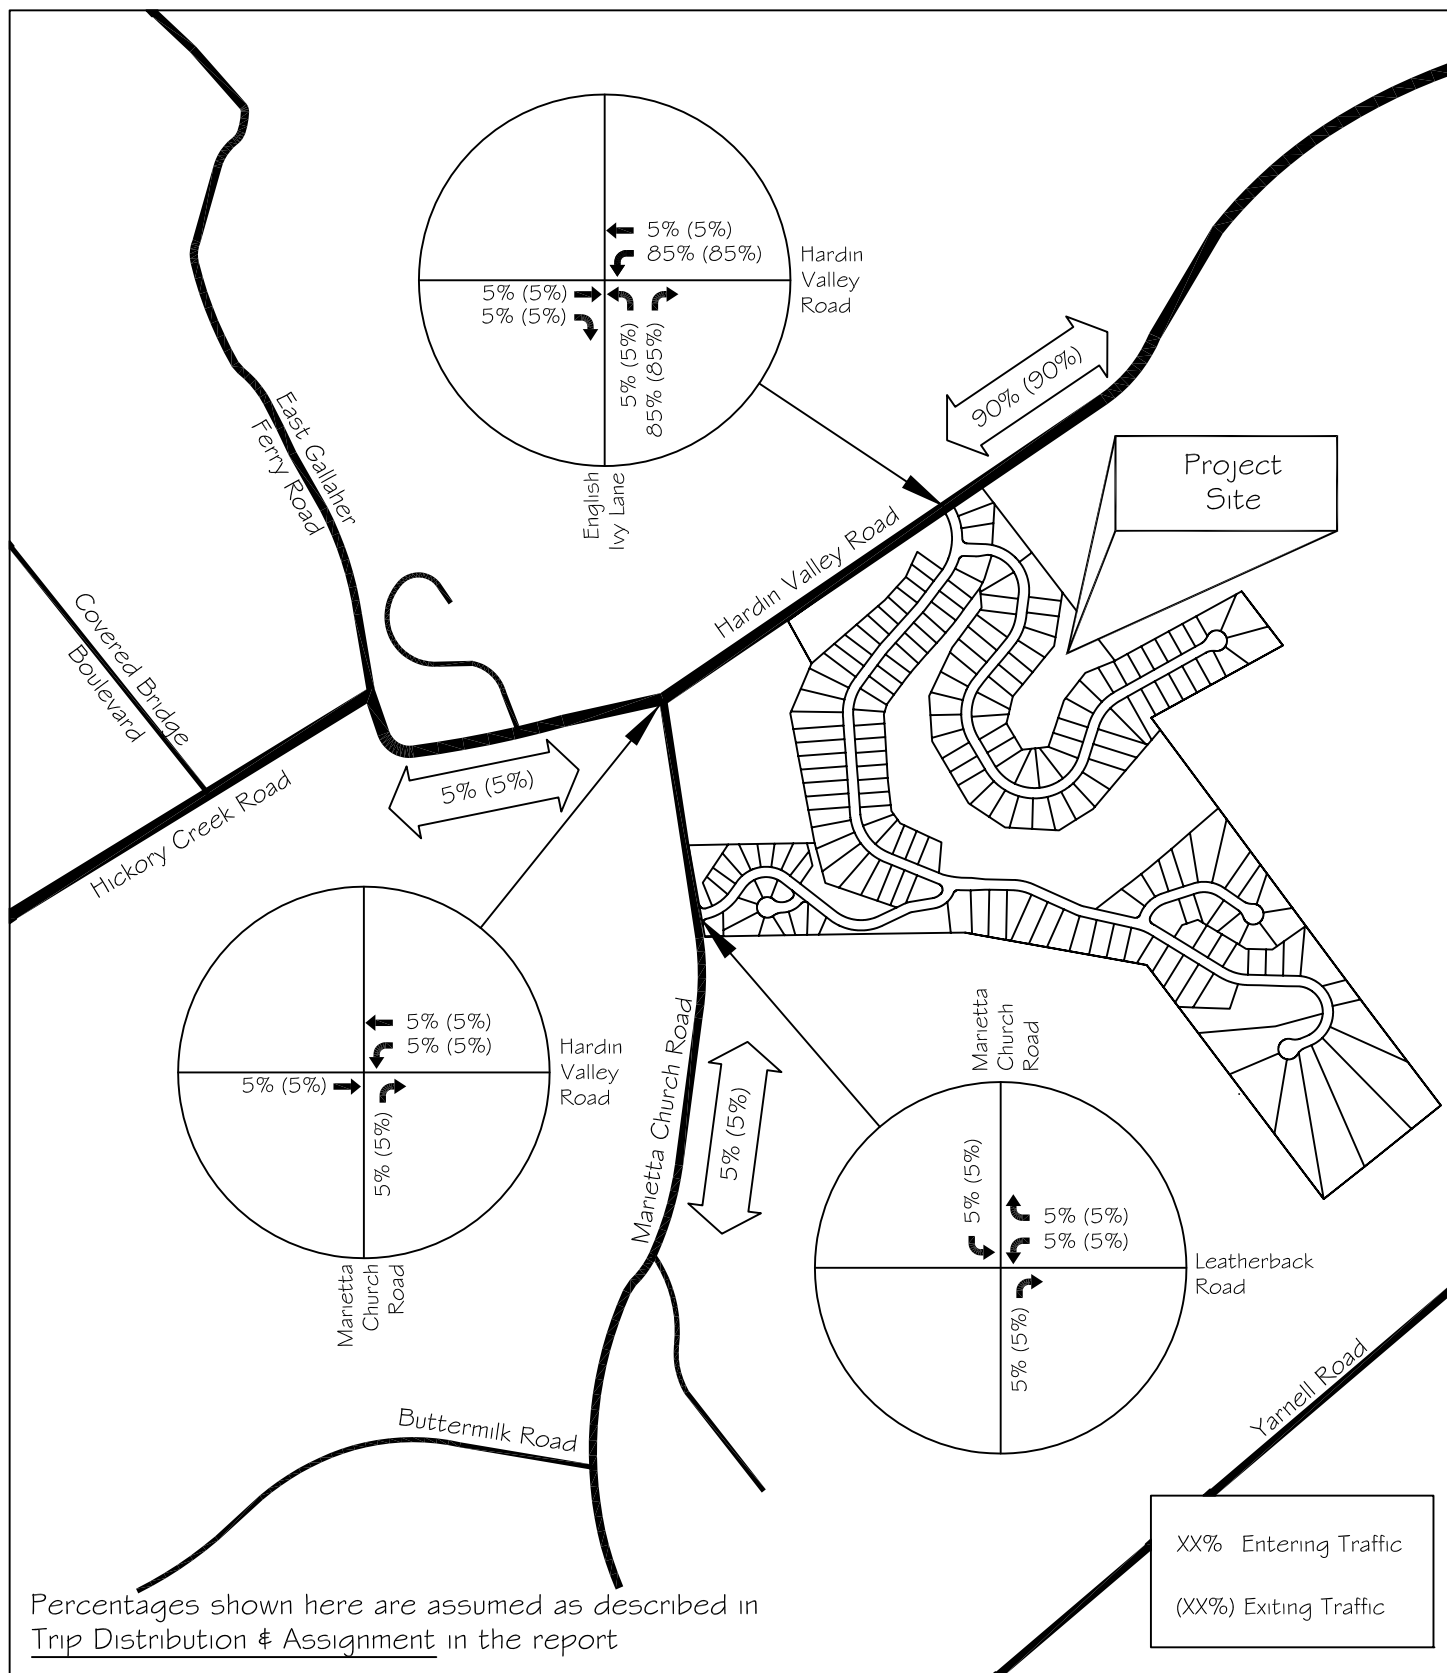 5% (5%)
85% (85%)
5% (5%)
5% (5%)
5% (5%)
85% (85%)
Hardin
Valley
Road
English
Ivy Lane
90% (90%)
Project
Site
East Gallaher
Ferry Road
Hardin Valley Road
Covered Bridge
Boulevard
5% (5%)
Hickory Creek Road
5% (5%)
5% (5%)
5% (5%)
5% (5%)
Hardin
Valley
Road
Marietta
Church
Road
Marietta Church Road
5% (5%)
Marietta
Church
Road
5% (5%)
5% (5%)
5% (5%)
5% (5%)
Leatherback
Road
Buttermilk Road
Yarnell Road
XX% Entering Traffic
(XX%) Exiting Traffic
Percentages shown here are assumed as described in
Trip Distribution & Assignment in the report